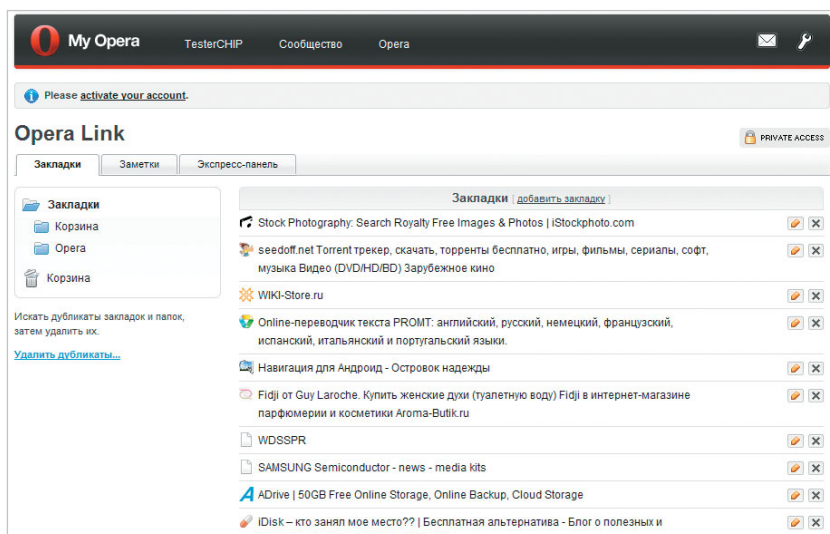 My Opera
TesterCHIP
Сообщество
Opera
Please activate your account.
Opera Link
PRIVATE ACCESS
Закладки
Заметки
Экспресс-панель
Закладки
Корзина
Opera
Корзина
Искать дубликаты закладок и папок,
затем удалить их.
Удалить дубликаты...
Закладки [ добавить закладку ]
Stock Photography: Search Royalty Free Images & Photos | iStockphoto.com
seedoff.net Torrent трекер, скачать, торренты бесплатно, игры, фильмы, сериалы, софт,
музыка Видео (DVD/HD/BD) Зарубежное кино
WIKI-Store.ru
Online-переводчик текста PROMT: английский, русский, немецкий, французский,
испанский, итальянский и португальский языки.
Навигация для Андроид - Островок надежды
Fidji от Guy Laroche. Купить женские духи (туалетную воду) Fidji в интернет-магазине
парфюмерии и косметики Aroma-Butik.ru
WDSSPR
SAMSUNG Semiconductor - news - media kits
ADrive | 50GB Free Online Storage, Online Backup, Cloud Storage
iDisk – кто занял мое место?? | Бесплатная альтернатива - Блог о полезных и